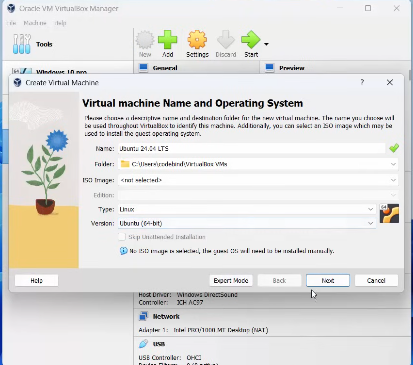 Oracle VM VirtualBox Manager
File Machine Help
Tools
New Add Settings Discard Start
Windows 10 pro
General Preview
Create Virtual Machine
Virtual machine Name and Operating System
Please choose a descriptive name and destination folder for the new virtual machine. The name you choose will
be used throughout VirtualBox to identify this machine. Additionally, you can select an ISO image which may be
used to install the guest operating system.
Name: Ubuntu 24.04 LTS
Folder: C:\Users\codebind\VirtualBox VMs
ISO Image: <not selected>
Edition:
Type: Linux
64
Version: Ubuntu (64-bit)
Skip Unattended Installation
No ISO image is selected, the guest OS will need to be installed manually.
Help Expert Mode Back Next Cancel
Host Driver: Windows DirectSound
Controller: ICH AC97
Network
Adapter 1: Intel PRO/1000 MT Desktop (NAT)
USB
USB Controller: OHCI